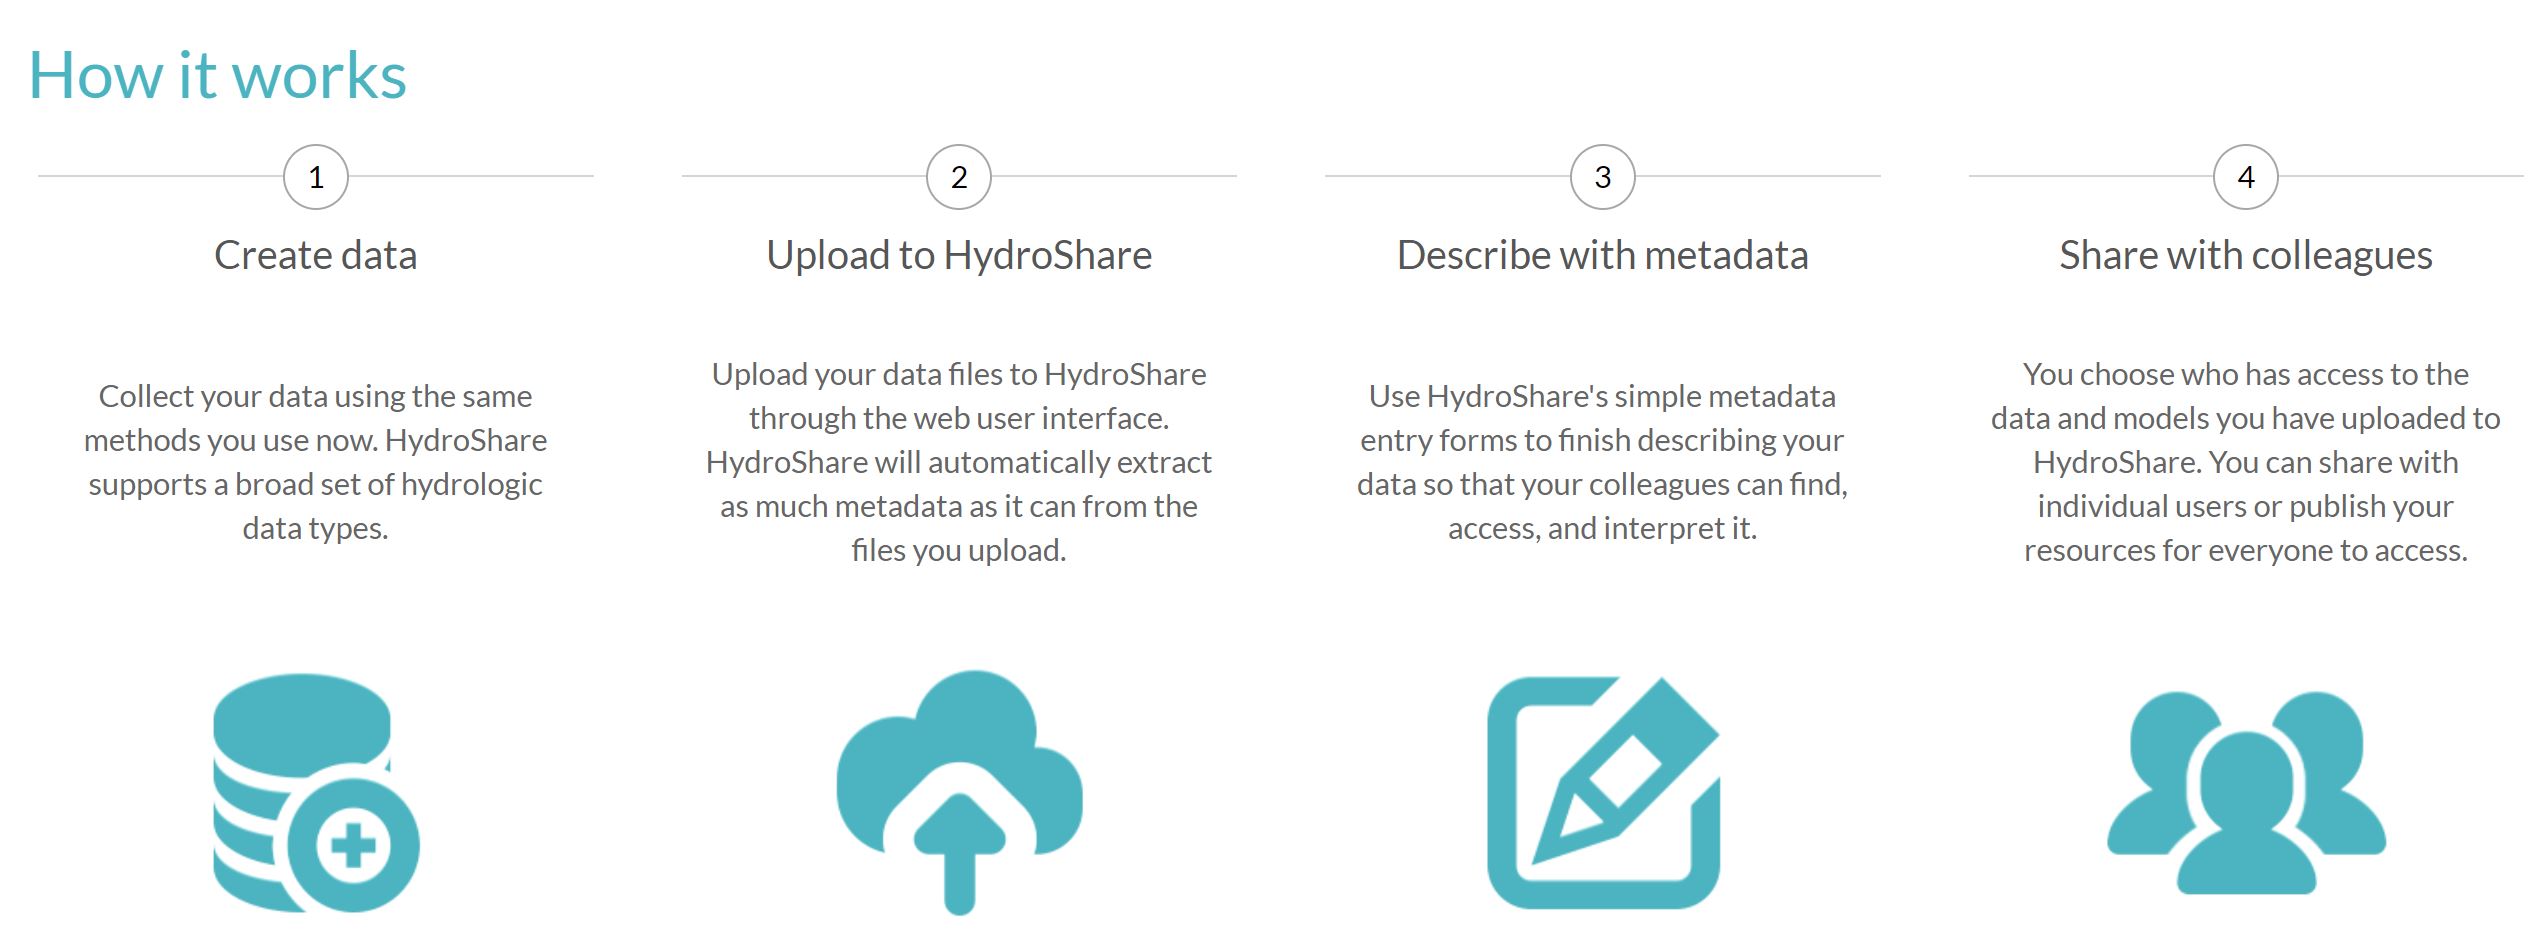 How it works
1
Create data
Collect your data using the same
methods you use now. HydroShare
supports a broad set of hydrologic
data types.
2
Upload to HydroShare
Upload your data files to HydroShare
through the web user interface.
HydroShare will automatically extract
as much metadata as it can from the
files you upload.
3
Describe with metadata
Use HydroShare's simple metadata
entry forms to finish describing your
data so that your colleagues can find,
access, and interpret it.
4
Share with colleagues
You choose who has access to the
data and models you have uploaded to
HydroShare. You can share with
individual users or publish your
resources for everyone to access.